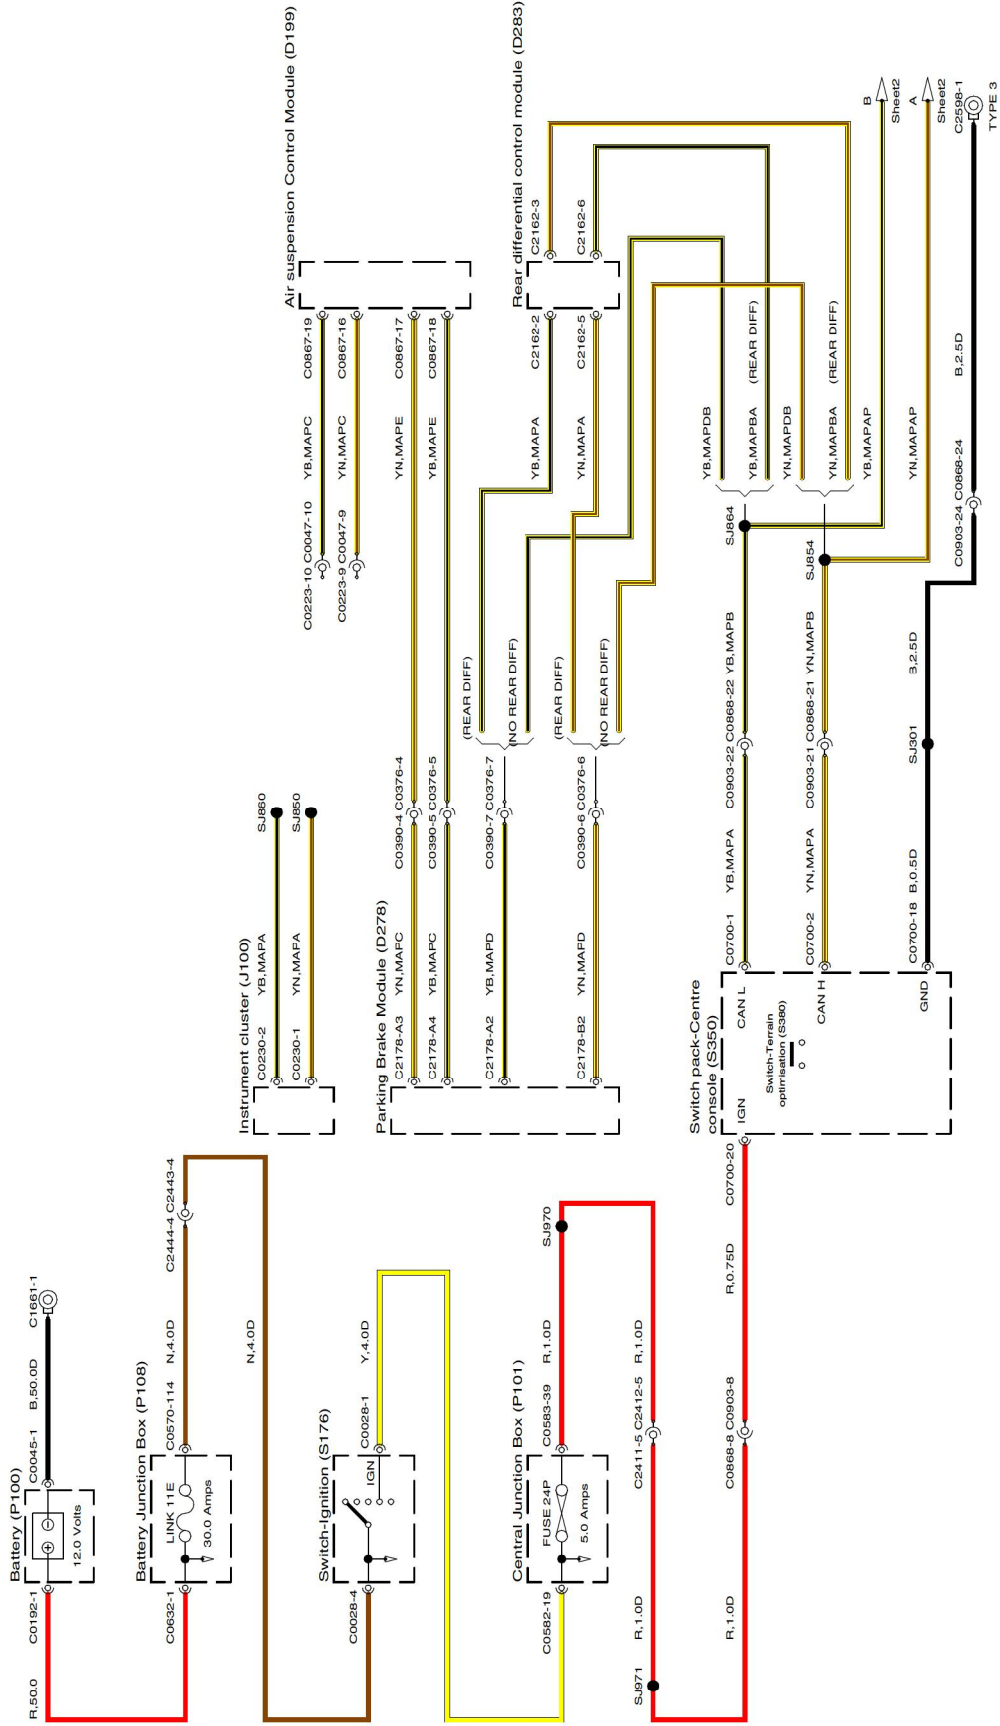 Battery (P100)
C0192-1
R,50.0
12.0 Volts
C0045-1
B,50.0D
C1661-1
Battery Junction Box (P108)
C0632-1
LINK 11E
30.0 Amps
C0570-114
N,4.0D
C2444-4
C2443-4
N,4.0D
Switch-Ignition (S176)
C0028-4
IGN
C0028-1
Y,4.0D
Central Junction Box (P101)
C0582-19
FUSE 24P
5.0 Amps
C0583-39
R,1.0D
SJ970
R,1.0D
C2412-5
C2411-5
R,1.0D
SJ971
R,1.0D
C0868-8
C0903-8
R,0.75D
C0700-20
Instrument cluster (J100)
C0230-2
YB,MAPA
SJ860
C0230-1
YN,MAPA
SJ850
Parking Brake Module (D278)
C2178-A3
YN,MAPC
C0390-4
C0376-4
YN,MAPE
C0867-17
C2178-A4
YB,MAPC
C0390-5
C0376-5
YB,MAPE
C0867-18
C2178-A2
YB,MAPD
C0390-7
C0376-7
(REAR DIFF)
(NO REAR DIFF)
C2178-B2
YN,MAPD
C0390-6
C0376-6
(REAR DIFF)
(NO REAR DIFF)
Air suspension Control Module (D199)
C0223-10
C0047-10
YB,MAPC
C0867-19
C0223-9
C0047-9
YN,MAPC
C0867-16
Rear differential control module (D283)
YB,MAPA
C2162-2
C2162-3
YN,MAPA
C2162-5
C2162-6
Switch pack-Centre
console (S350)
IGN
CAN L
Switch-Terrain
optimisation (S380)
CAN H
GND
C0700-1
YB,MAPA
C0903-22
C0868-22
YB,MAPB
SJ864
YB,MAPDB
YB,MAPBA
(REAR DIFF)
C0700-2
YN,MAPA
C0903-21
C0868-21
YN,MAPB
SJ854
YN,MAPDB
YN,MAPBA
(REAR DIFF)
YB,MAPAP
B
Sheet2
YN,MAPAP
A
Sheet2
C0700-18
B,0.5D
SJ301
B,2.5D
C0903-24
C0868-24
B,2.5D
C2598-1
TYPE 3